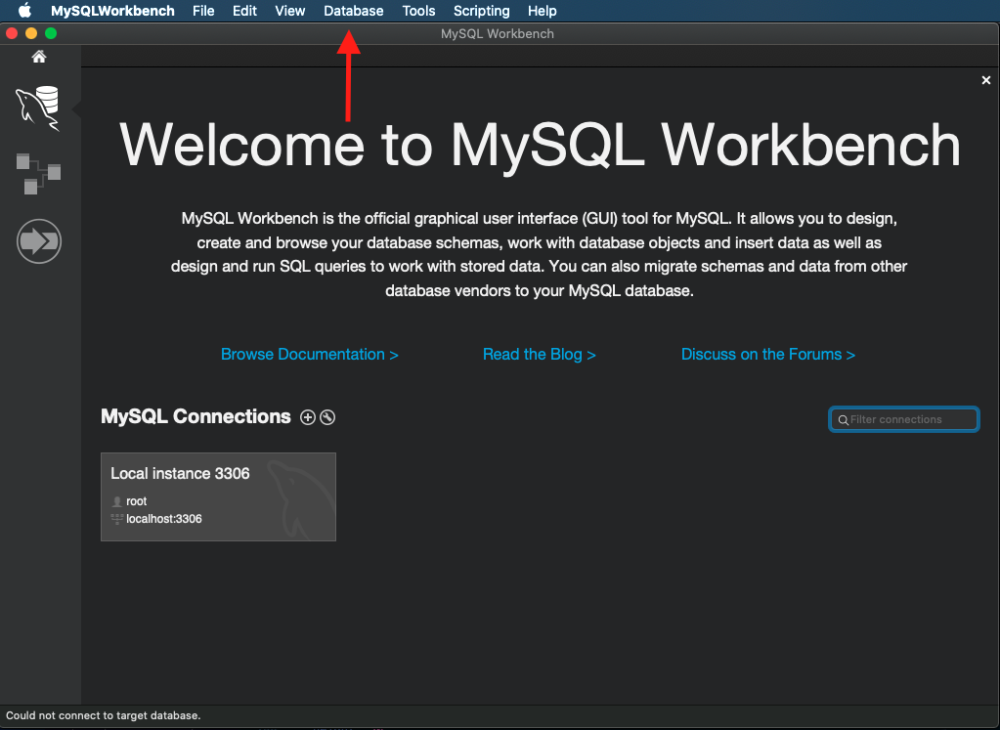 MySQLWorkbench File Edit View Database Tools Scripting Help
MySQL Workbench
Welcome to MySQL Workbench
MySQL Workbench is the official graphical user interface (GUI) tool for MySQL. It allows you to design,
create and browse your database schemas, work with database objects and insert data as well as
design and run SQL queries to work with stored data. You can also migrate schemas and data from other
database vendors to your MySQL database.
Browse Documentation > Read the Blog > Discuss on the Forums >
MySQL Connections
Filter connections
Local instance 3306
root
localhost:3306
Could not connect to target database.